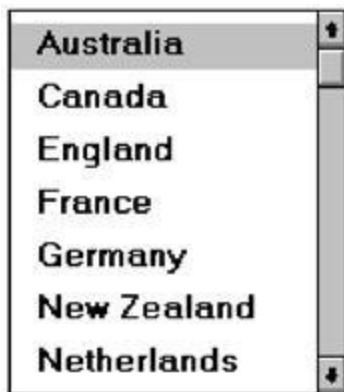 Australia
Canada
England
France
Germany
New Zealand
Netherlands